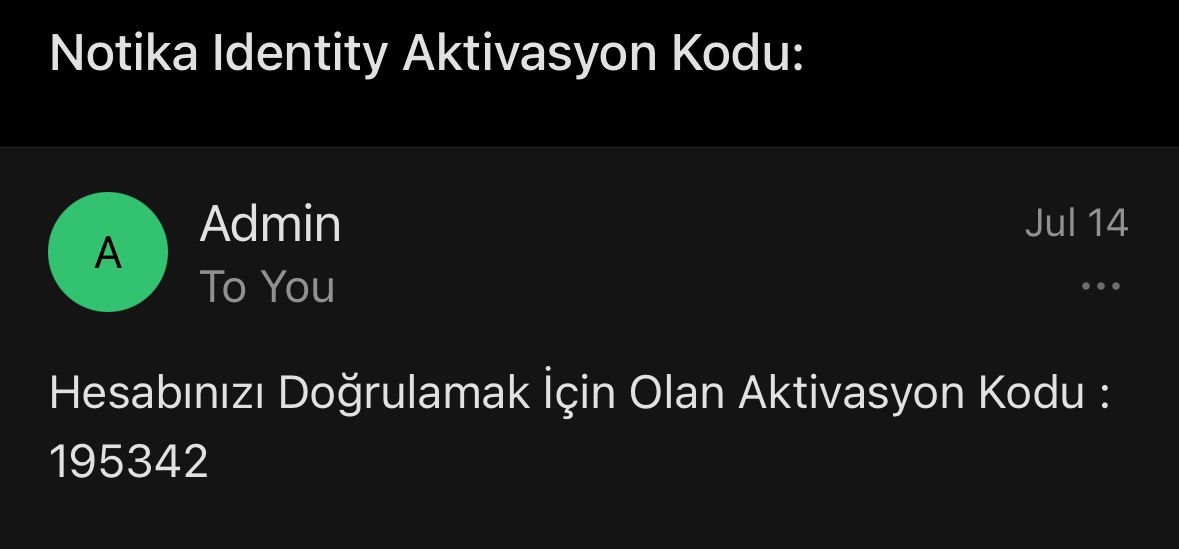 Notika Identity Aktivasyon Kodu:
A
Admin
Jul 14
To You
Hesabınızı Doğrulamak İçin Olan Aktivasyon Kodu :
195342